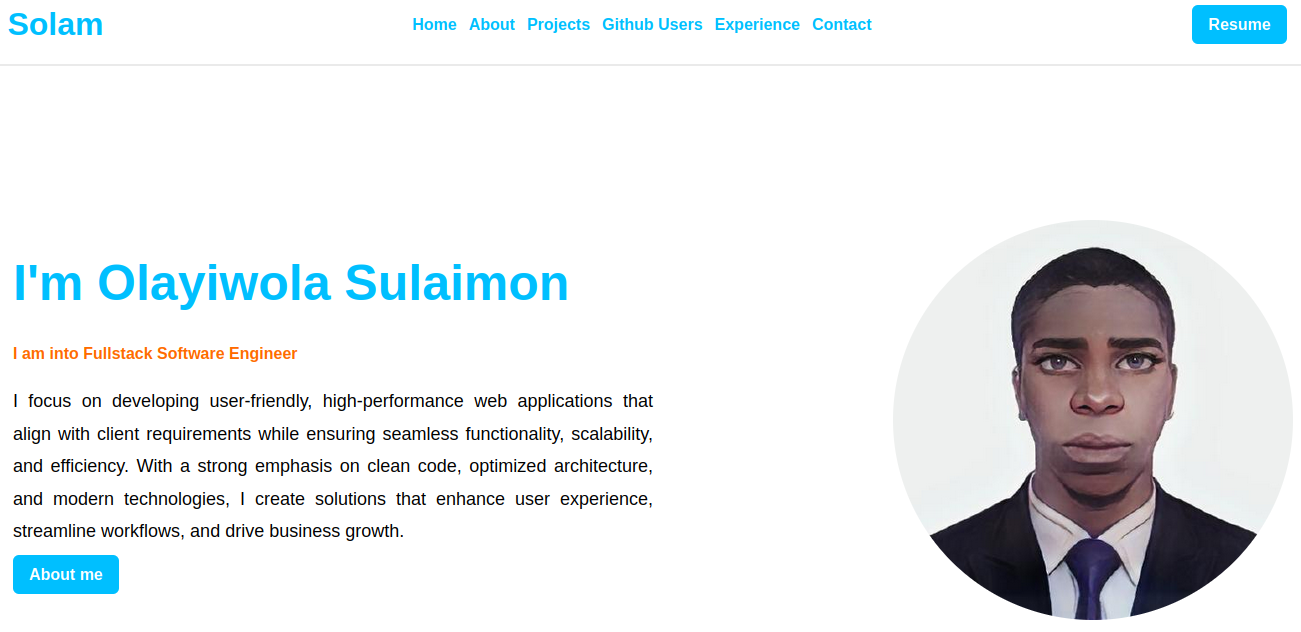 Solam
Home About Projects Github Users Experience Contact
Resume
I'm Olayiwola Sulaimon
I am into Fullstack Software Engineer
I focus on developing user-friendly, high-performance web applications that
align with client requirements while ensuring seamless functionality, scalability,
and efficiency. With a strong emphasis on clean code, optimized architecture,
and modern technologies, I create solutions that enhance user experience,
streamline workflows, and drive business growth.
About me